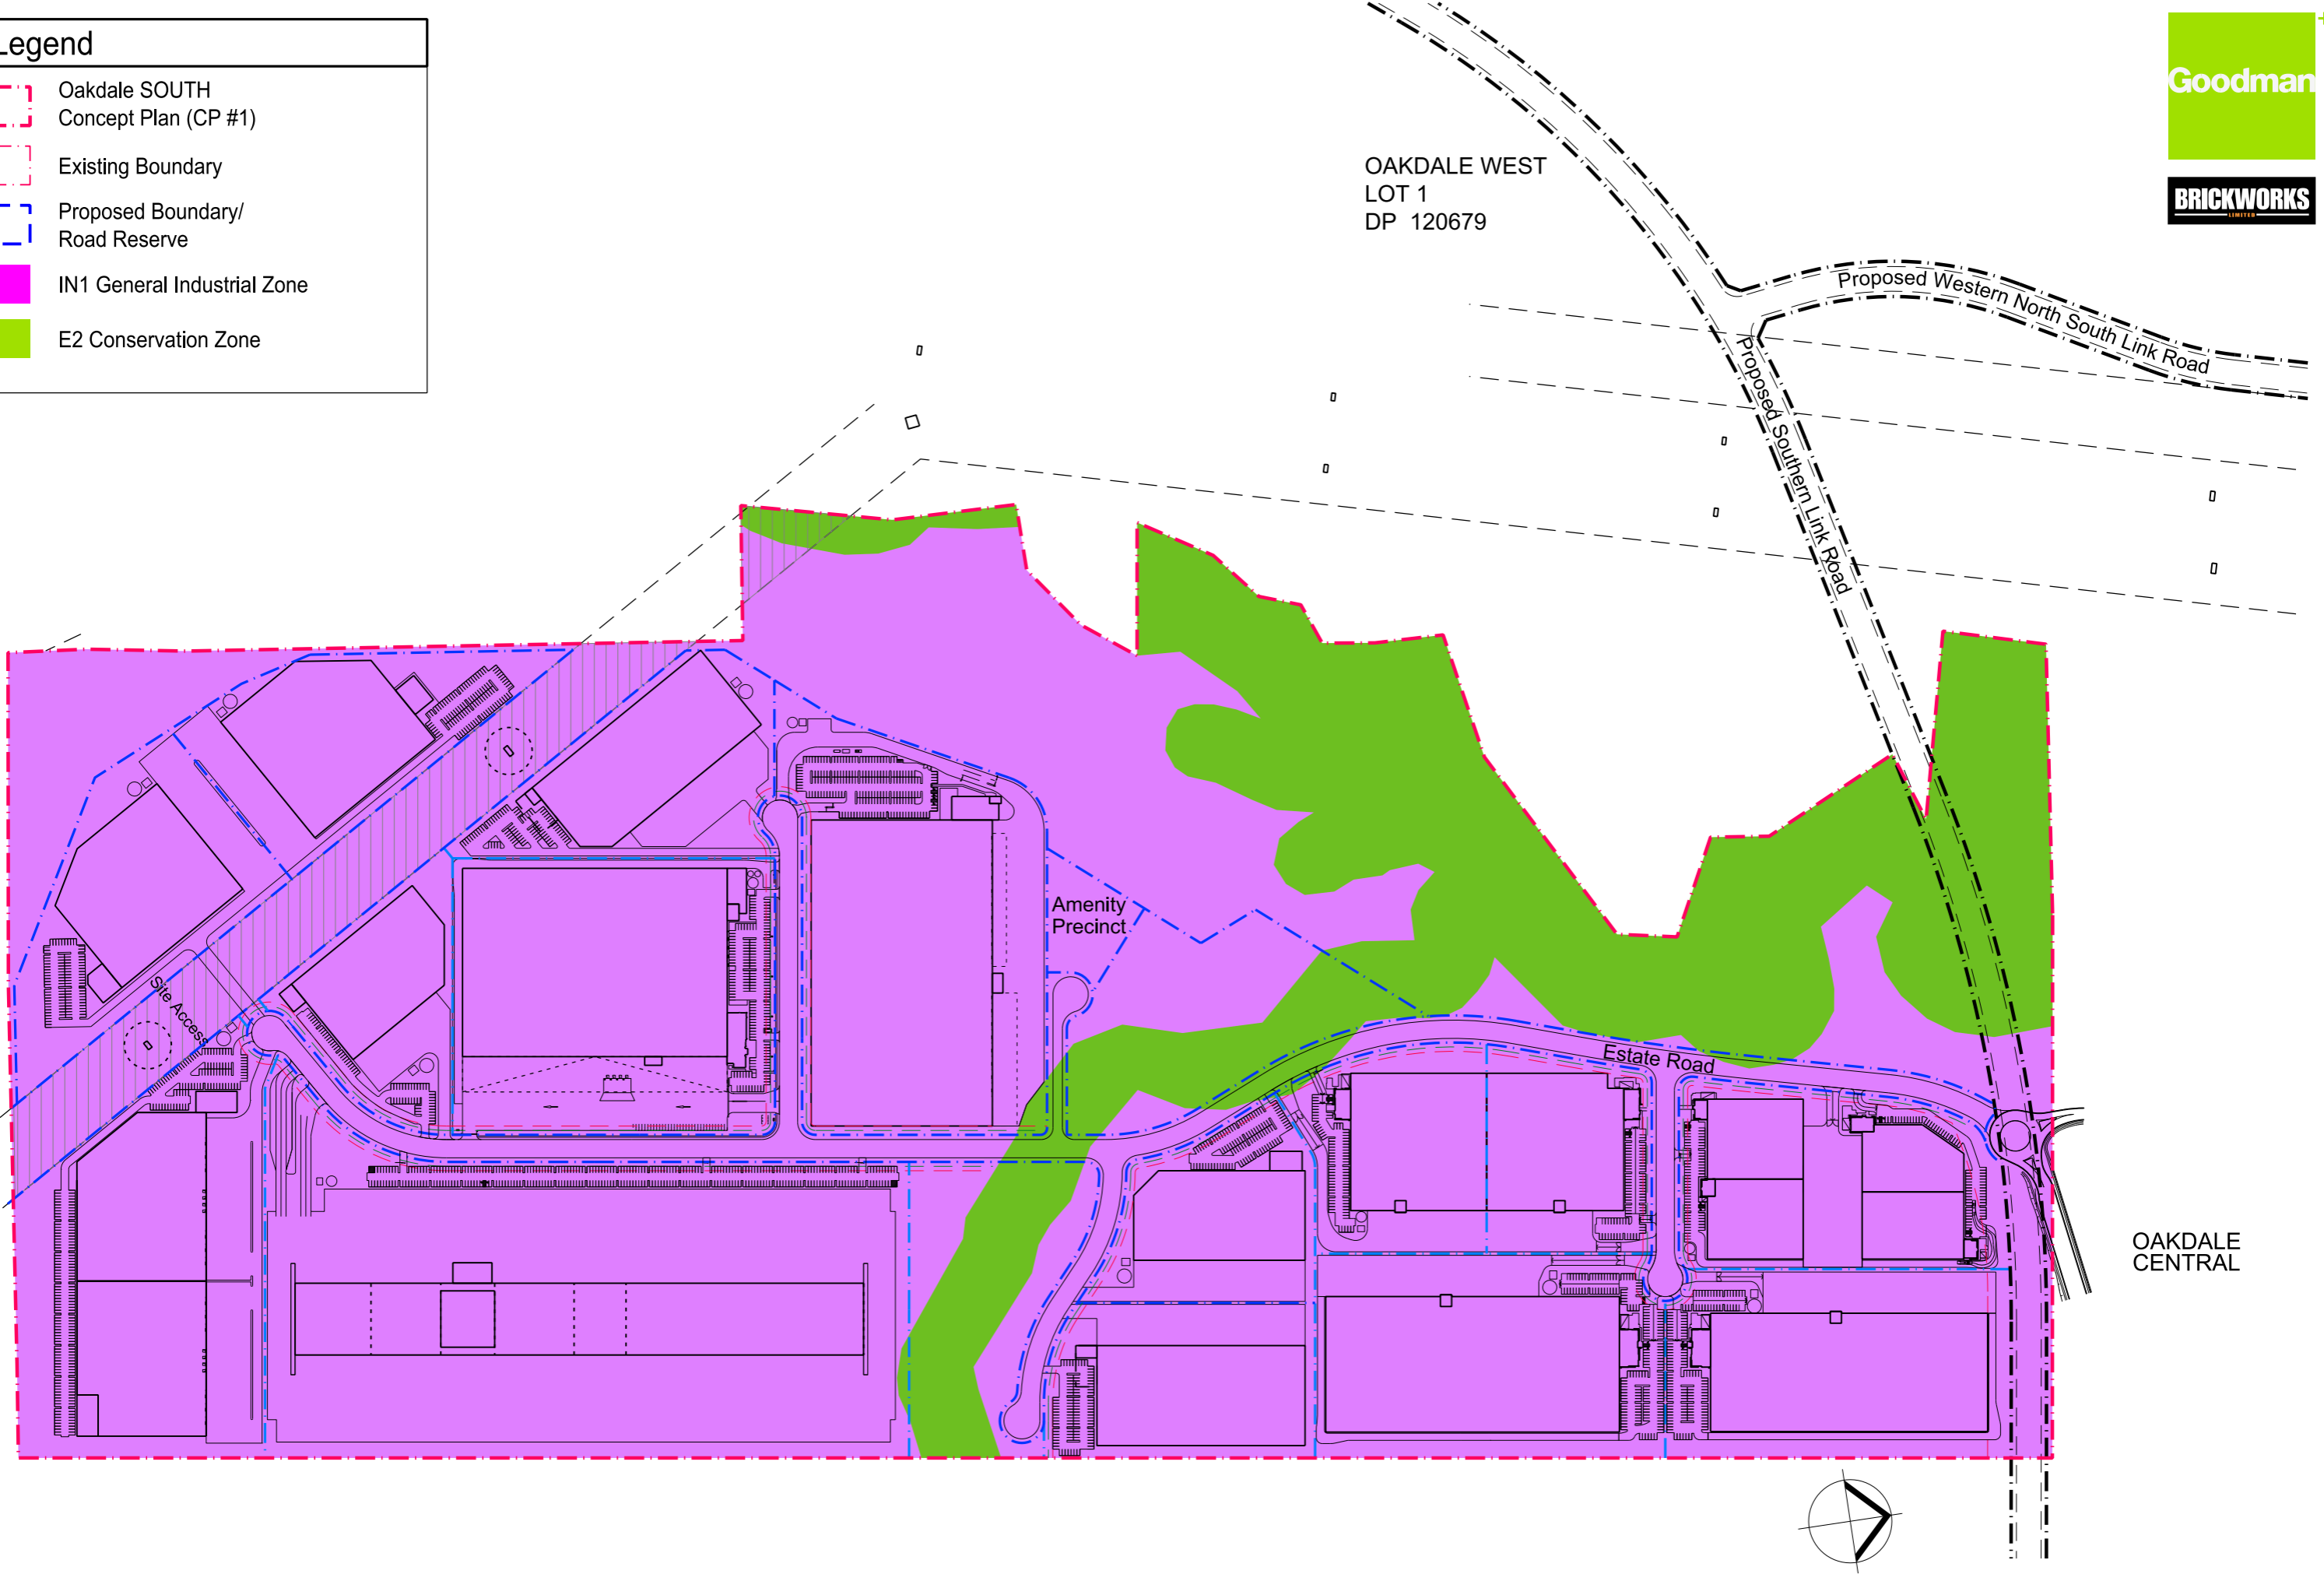 Legend
Oakdale SOUTH
Concept Plan (CP #1)
Existing Boundary
Proposed Boundary/
Road Reserve
IN1 General Industrial Zone
E2 Conservation Zone
Goodman
BRICKWORKS
LIMITED
OAKDALE WEST
LOT 1
DP 120679
Proposed Western North South Link Road
Proposed Southern Link Road
Amenity
Precinct
Site Access
Estate Road
OAKDALE
CENTRAL